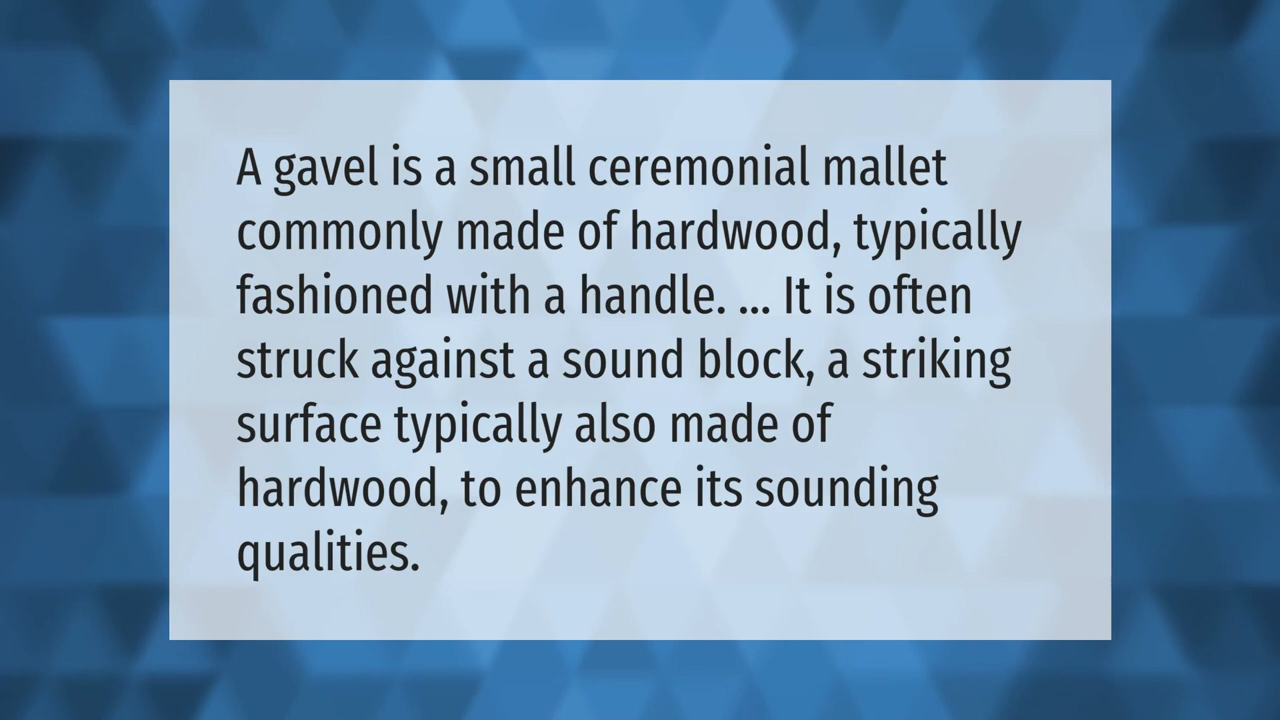 A gavel is a small ceremonial mallet
commonly made of hardwood, typically
fashioned with a handle. ... It is often
struck against a sound block, a striking
surface typically also made of
hardwood, to enhance its sounding
qualities.